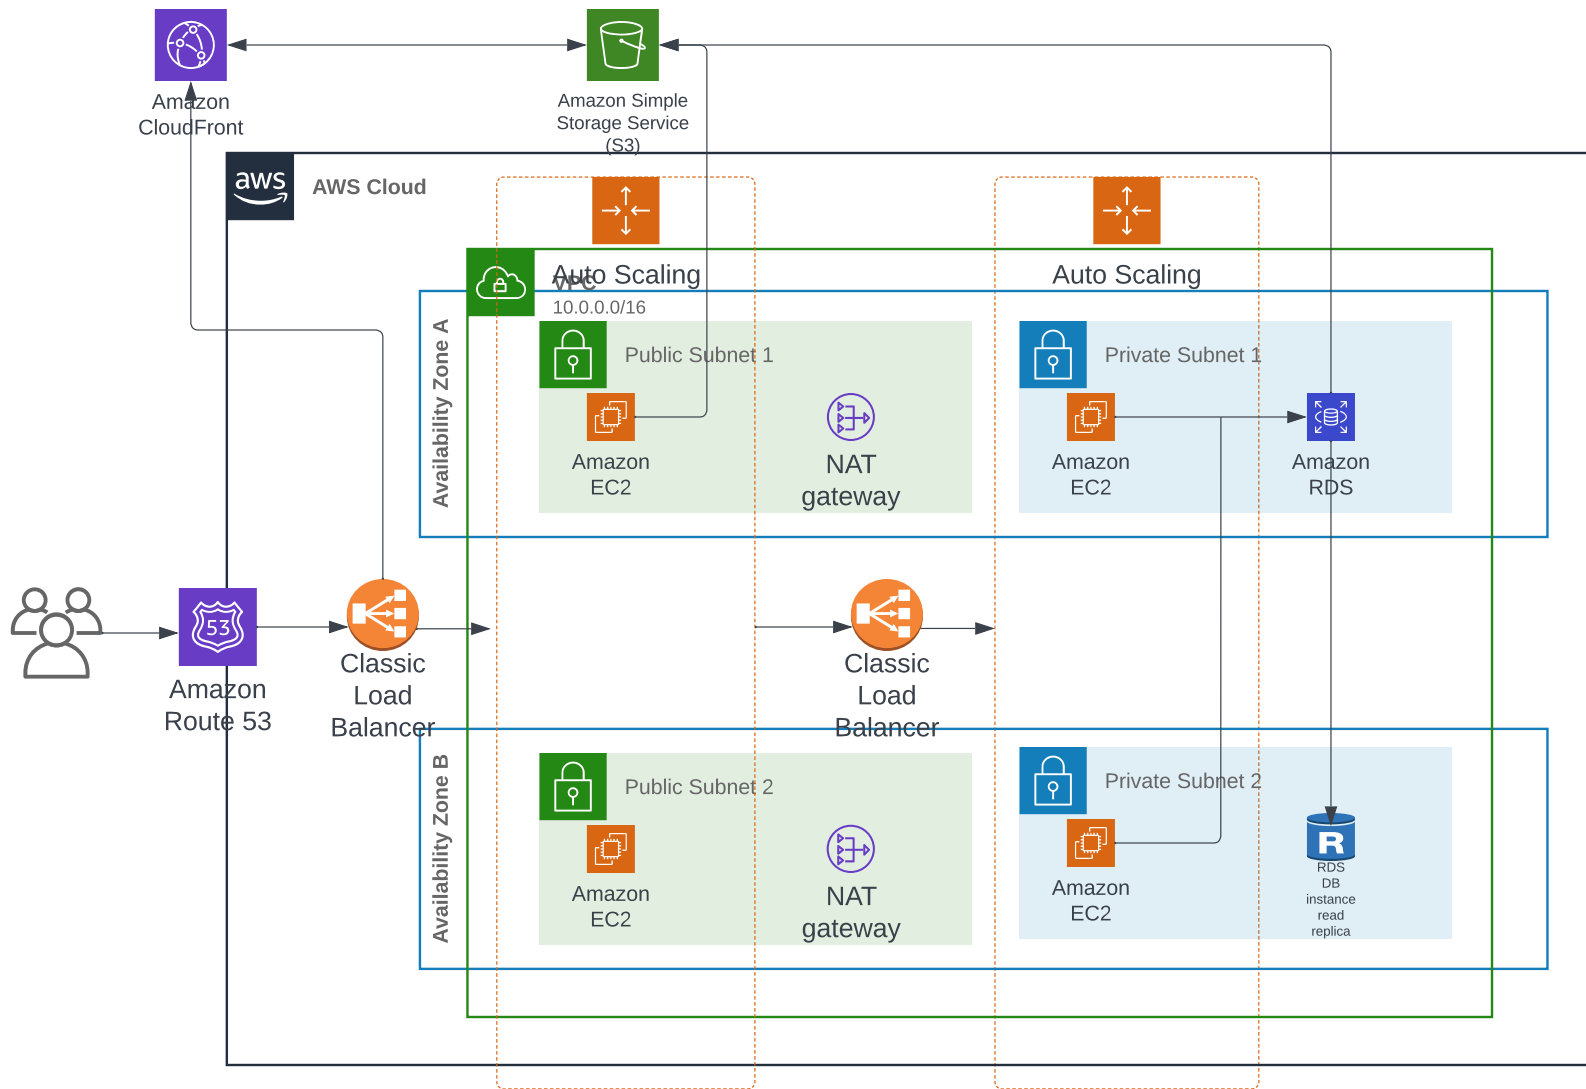 Amazon
CloudFront
Amazon Simple
Storage Service
(S3)
aws
AWS Cloud
Auto Scaling
Auto Scaling
VPC
10.0.0.0/16
Availability Zone A
Public Subnet 1
Private Subnet 1
Amazon
EC2
NAT
gateway
Amazon
EC2
Amazon
RDS
53
Amazon
Route 53
Classic
Load
Balancer
Classic
Load
Balancer
Availability Zone B
Public Subnet 2
Private Subnet 2
Amazon
EC2
NAT
gateway
Amazon
EC2
R
RDS
DB
instance
read
replica